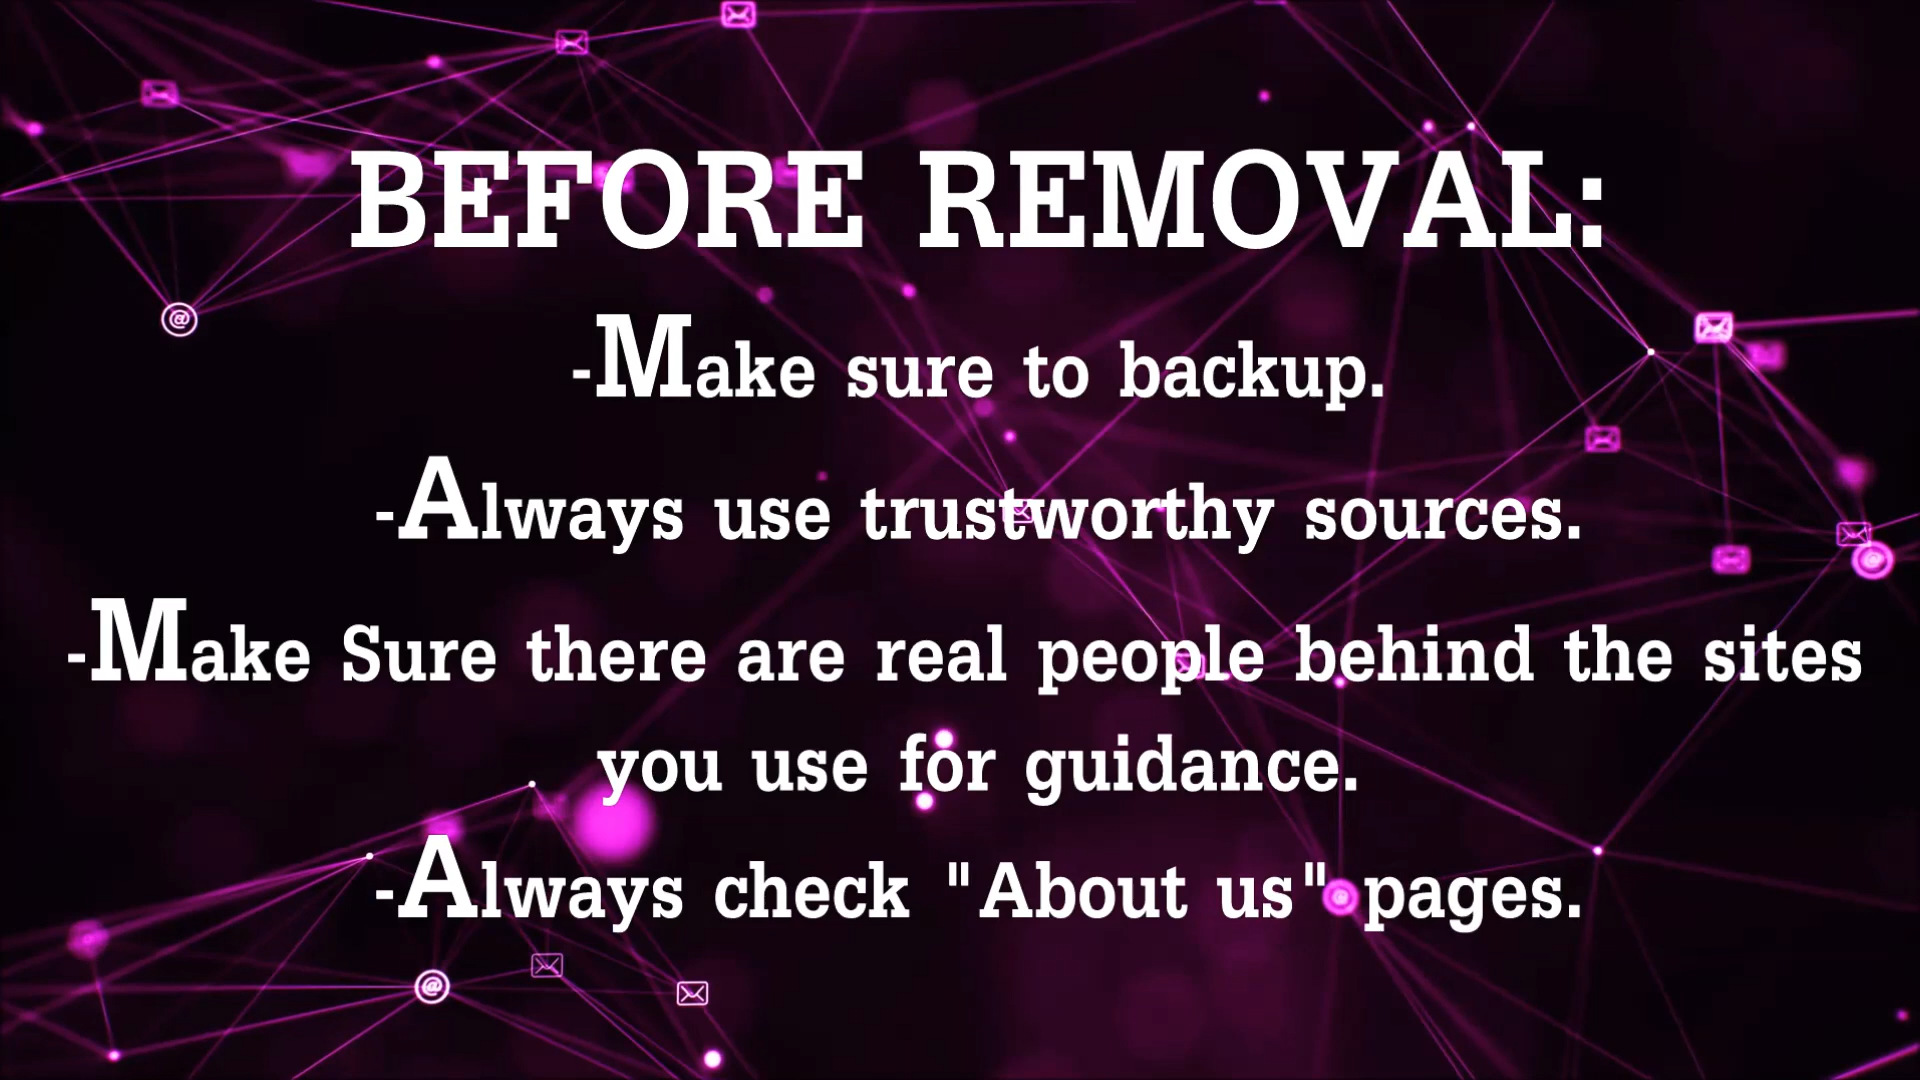 BEFORE REMOVAL:
-Make sure to backup.
-Always use trustworthy sources.
-Make Sure there are real people behind the sites
you use for guidance.
-Always check "About us" pages.